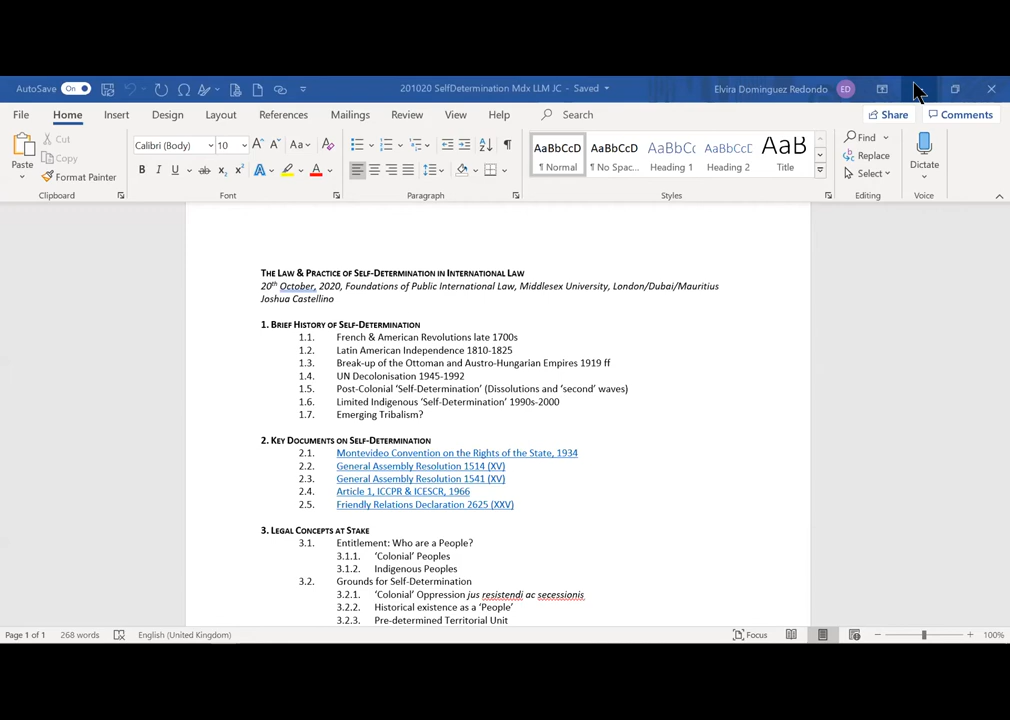 AutoSave On 201020 SelfDetermination Mdx LLM JC - Saved Elvira Dominguez Redondo ED
File Home Insert Design Layout References Mailings Review View Help Search Share Comments
Cut
Copy
Paste
Format Painter
Calibri (Body) 10
AaBbCcD AaBbCcD AaBbCc AaBbCcD AaB
¶ Normal ¶ No Spac... Heading 1 Heading 2 Title
Find
Replace
Select
Dictate
Clipboard Font Paragraph Styles Editing Voice
THE LAW & PRACTICE OF SELF-DETERMINATION IN INTERNATIONAL LAW
20th October, 2020, Foundations of Public International Law, Middlesex University, London/Dubai/Mauritius
Joshua Castellino
1. BRIEF HISTORY OF SELF-DETERMINATION
1.1. French & American Revolutions late 1700s
1.2. Latin American Independence 1810-1825
1.3. Break-up of the Ottoman and Austro-Hungarian Empires 1919 ff
1.4. UN Decolonisation 1945-1992
1.5. Post-Colonial ‘Self-Determination’ (Dissolutions and ‘second’ waves)
1.6. Limited Indigenous ‘Self-Determination’ 1990s-2000
1.7. Emerging Tribalism?
2. KEY DOCUMENTS ON SELF-DETERMINATION
2.1. Montevideo Convention on the Rights of the State, 1934
2.2. General Assembly Resolution 1514 (XV)
2.3. General Assembly Resolution 1541 (XV)
2.4. Article 1, ICCPR & ICESCR, 1966
2.5. Friendly Relations Declaration 2625 (XXV)
3. LEGAL CONCEPTS AT STAKE
3.1. Entitlement: Who are a People?
3.1.1. ‘Colonial’ Peoples
3.1.2. Indigenous Peoples
3.2. Grounds for Self-Determination
3.2.1. ‘Colonial’ Oppression jus resistendi ac secessionis
3.2.2. Historical existence as a ‘People’
3.2.3. Pre-determined Territorial Unit
Page 1 of 1 268 words English (United Kingdom) Focus 100%